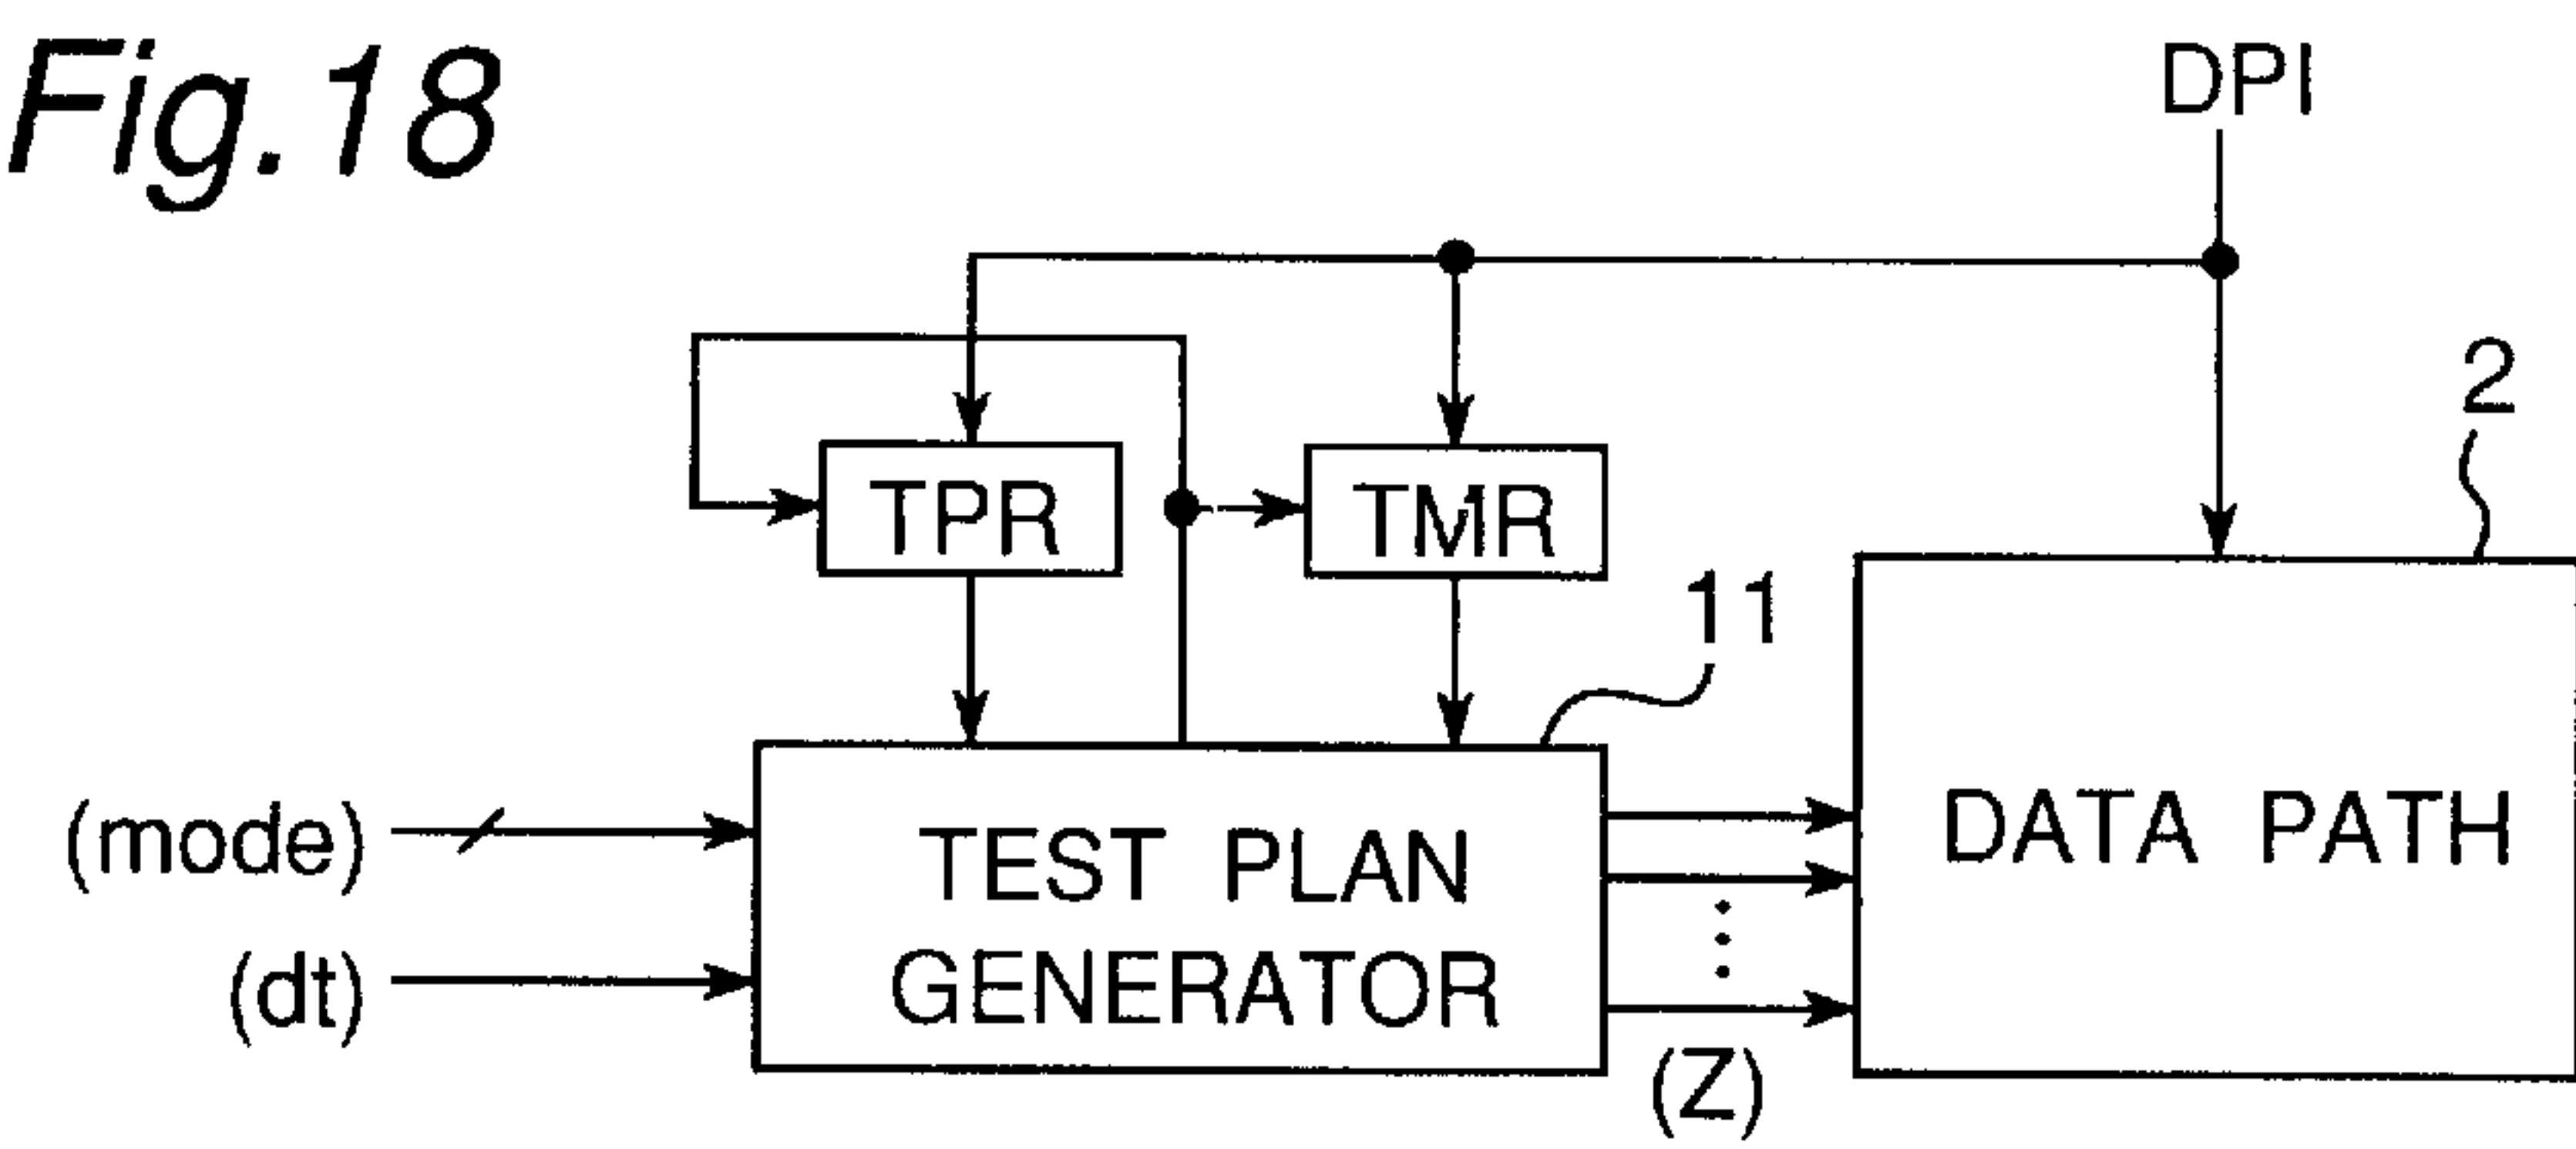 Fig.18
DPI
2
TPR
TMR
11
(mode)
(dt)
TEST PLAN
GENERATOR
DATA PATH
(Z)